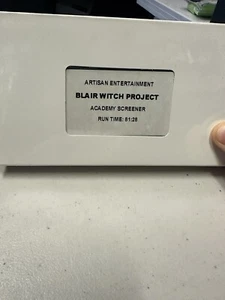 ARTISAN ENTERTAINMENT
BLAIR WITCH PROJECT
ACADEMY SCREENER
RUN TIME: 81:26